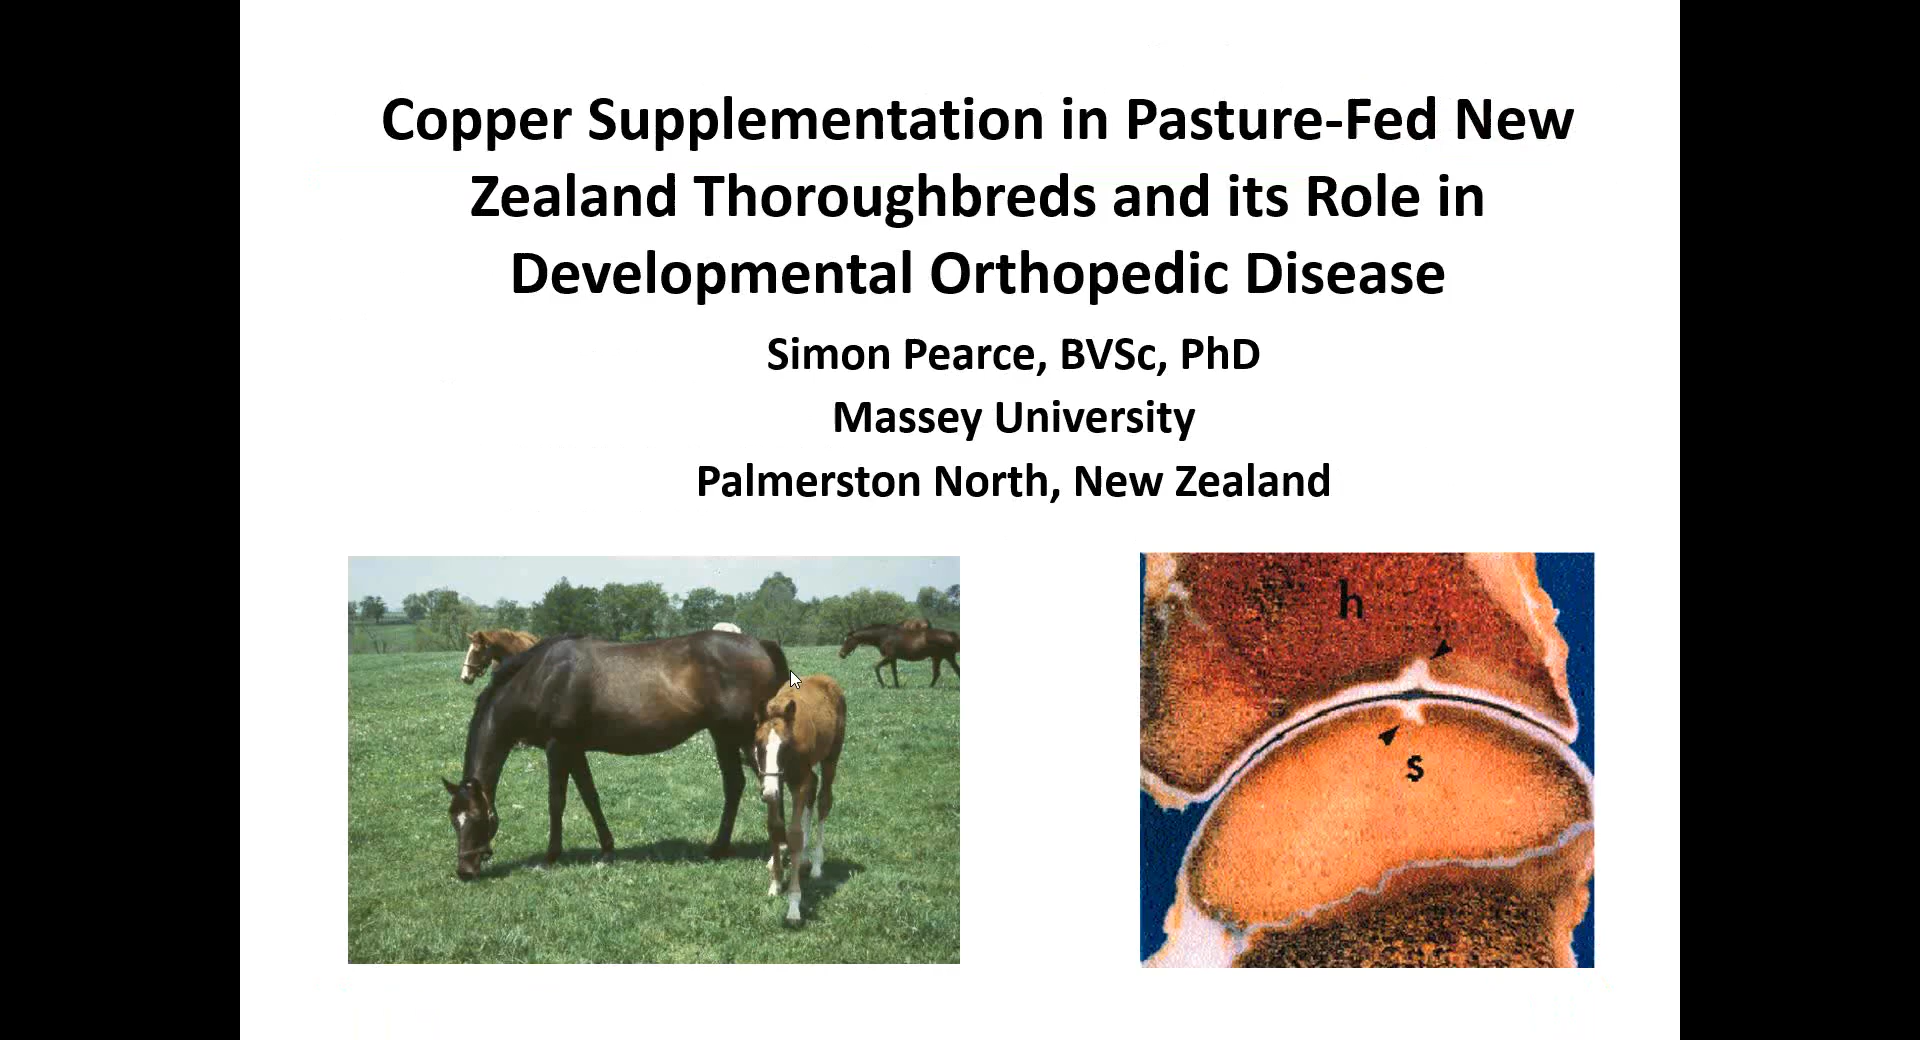 Copper Supplementation in Pasture-Fed New
Zealand Thoroughbreds and its Role in
Developmental Orthopedic Disease
Simon Pearce, BVSc, PhD
Massey University
Palmerston North, New Zealand
h
s